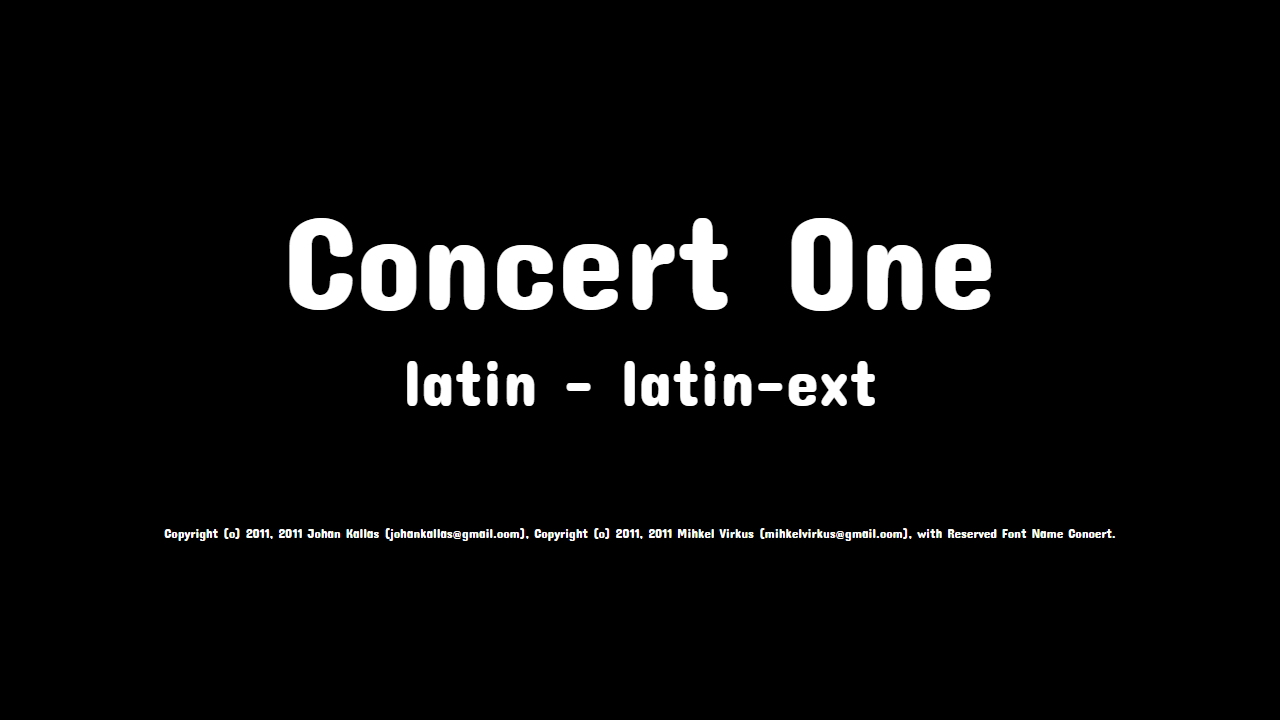 Concert One
latin - latin-ext
Copyright (c) 2011, 2011 Johan Kallas (johankallas@gmail.com), Copyright (c) 2011, 2011 Mihkel Virkus (mihkelvirkus@gmail.com), with Reserved Font Name Concert.